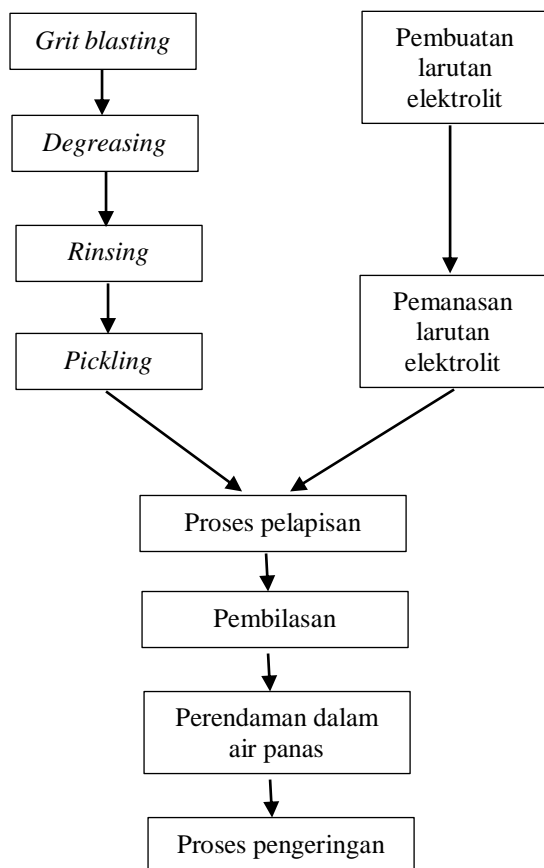 Grit blasting
Degreasing
Rinsing
Pickling
Pembuatan
larutan
elektrolit
Pemanasan
larutan
elektrolit
Proses pelapisan
Pembilasan
Perendaman dalam
air panas
Proses pengeringan